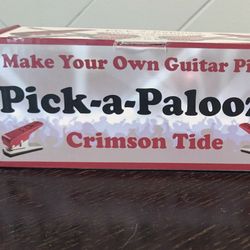 Make Your Own Guitar Pi
Pick-a-Palooz
Crimson Tide